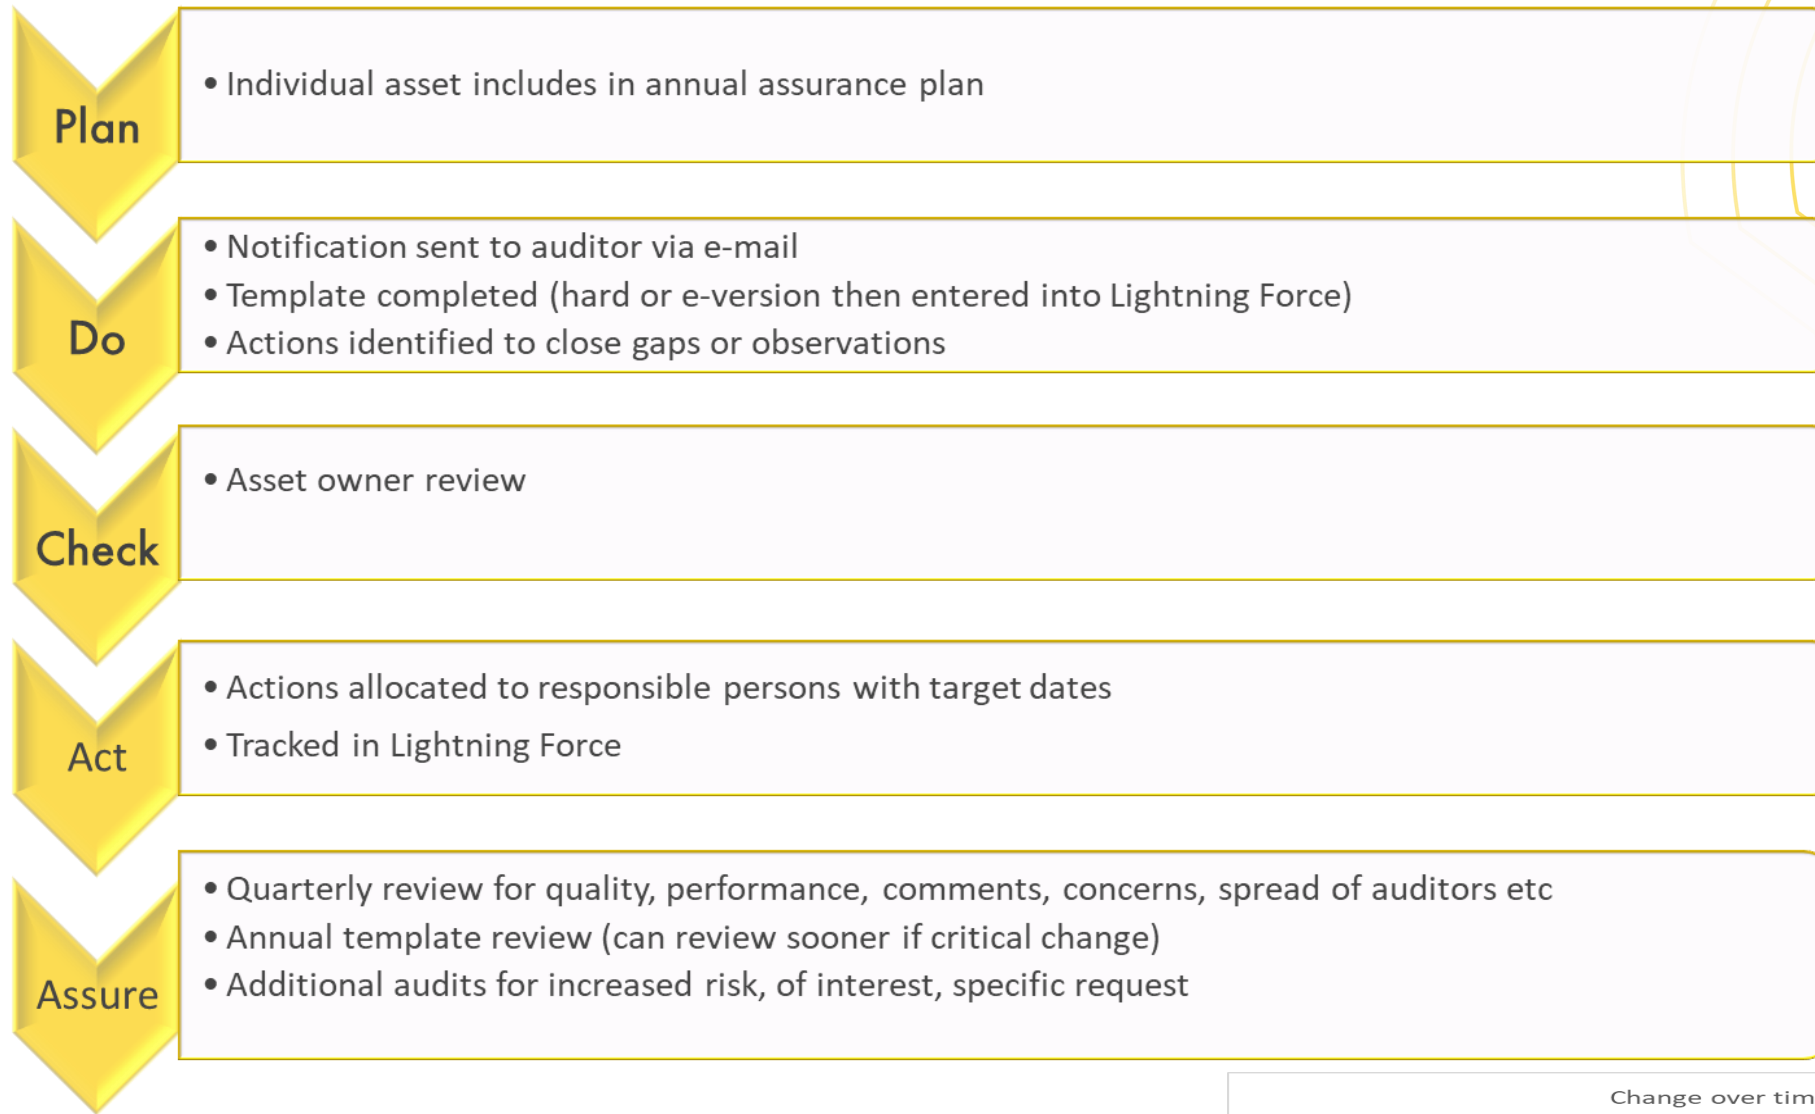 Plan
• Individual asset includes in annual assurance plan
Do
• Notification sent to auditor via e-mail
• Template completed (hard or e-version then entered into Lightning Force)
• Actions identified to close gaps or observations
Check
• Asset owner review
Act
• Actions allocated to responsible persons with target dates
• Tracked in Lightning Force
Assure
• Quarterly review for quality, performance, comments, concerns, spread of auditors etc
• Annual template review (can review sooner if critical change)
• Additional audits for increased risk, of interest, specific request
Change over tim